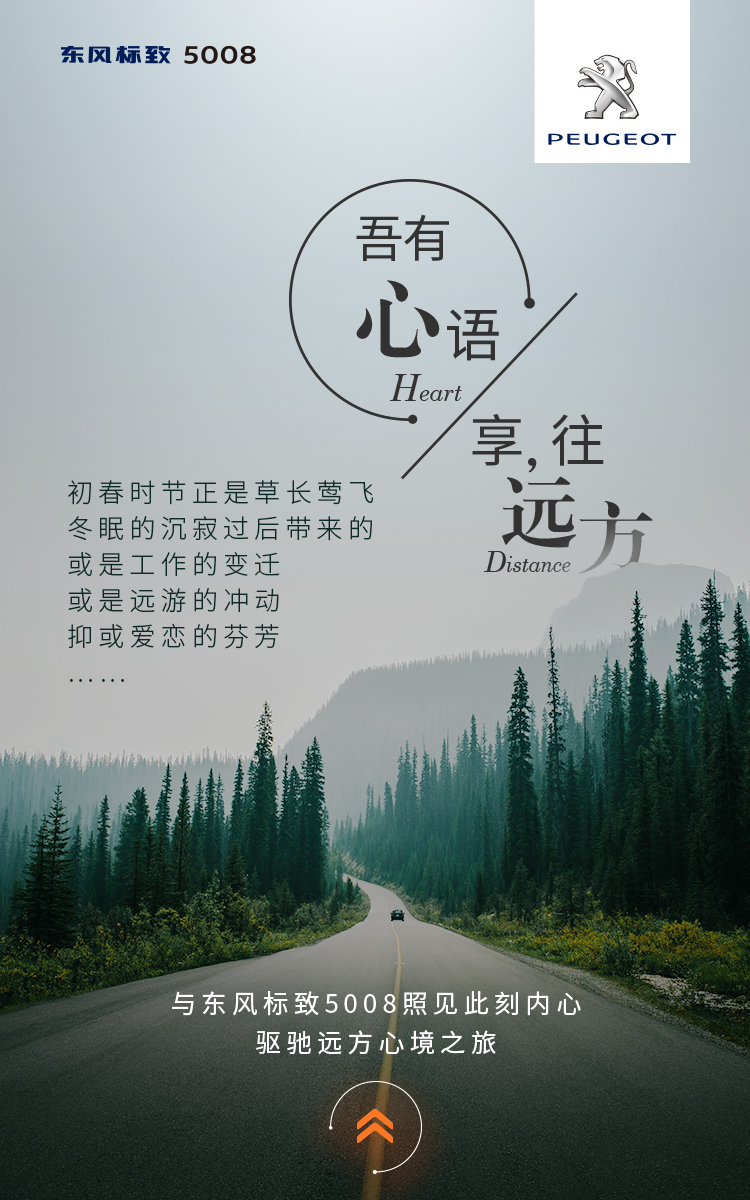 东风标致 5008
PEUGEOT
吾有
心语
Heart
享,往
远方
Distance
初春时节正是草长莺飞
冬眠的沉寂过后带来的
或是工作的变迁
或是远游的冲动
抑或爱恋的芬芳
……
与东风标致5008照见此刻内心
驱驰远方心境之旅